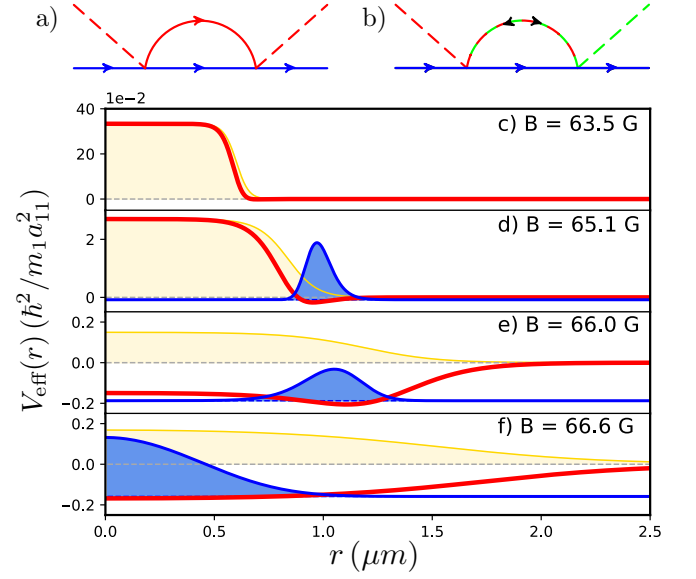 a) b)
1e−2
40
20
0
c) B = 63.5 G
2
0
d) B = 65.1 G
0.2
0.0
−0.2
e) B = 66.0 G
0.2
0.0
−0.2
f) B = 66.6 G
V_eff(r) (ħ²/m₁a²₁₁)
0.0 0.5 1.0 1.5 2.0 2.5
r (μm)